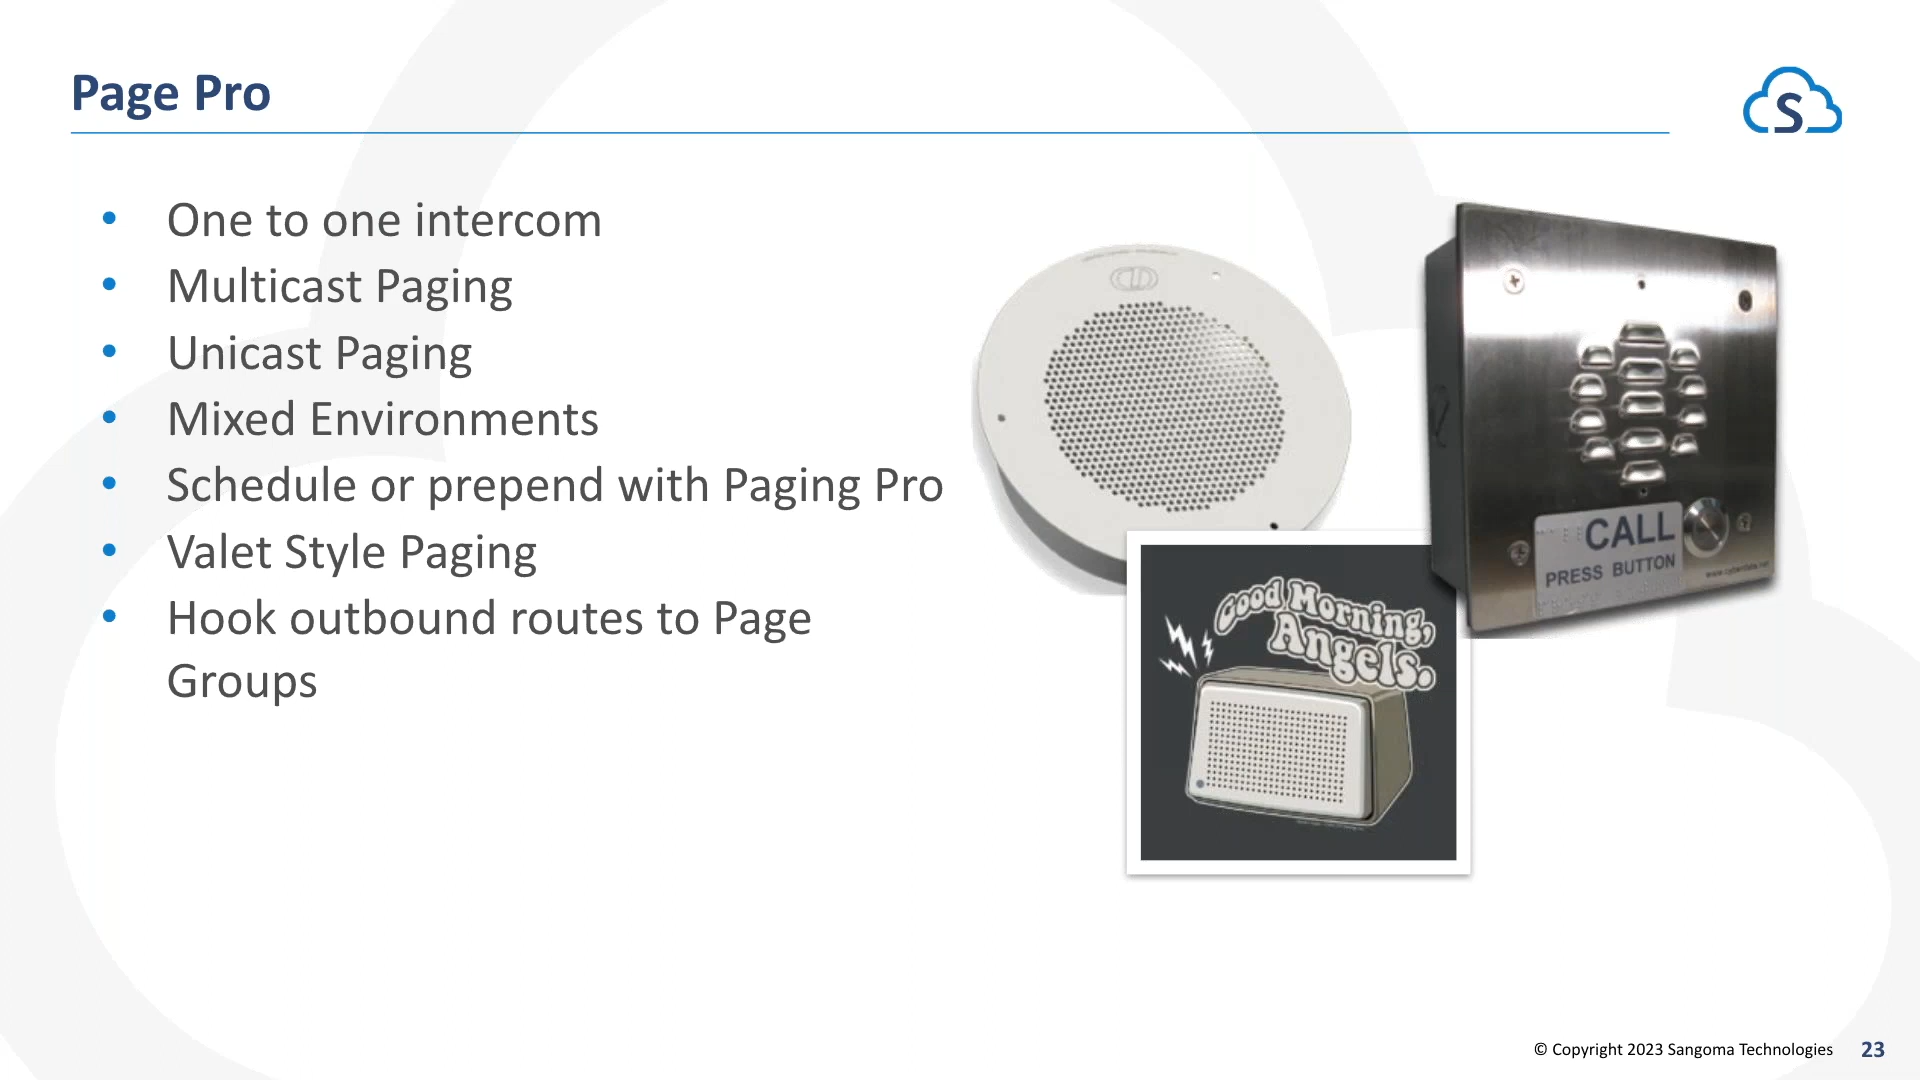 Page Pro
S
• One to one intercom
• Multicast Paging
• Unicast Paging
• Mixed Environments
• Schedule or prepend with Paging Pro
• Valet Style Paging
• Hook outbound routes to Page
Groups
CALL
PRESS BUTTON
Good Morning,
Angels.
© Copyright 2023 Sangoma Technologies
23